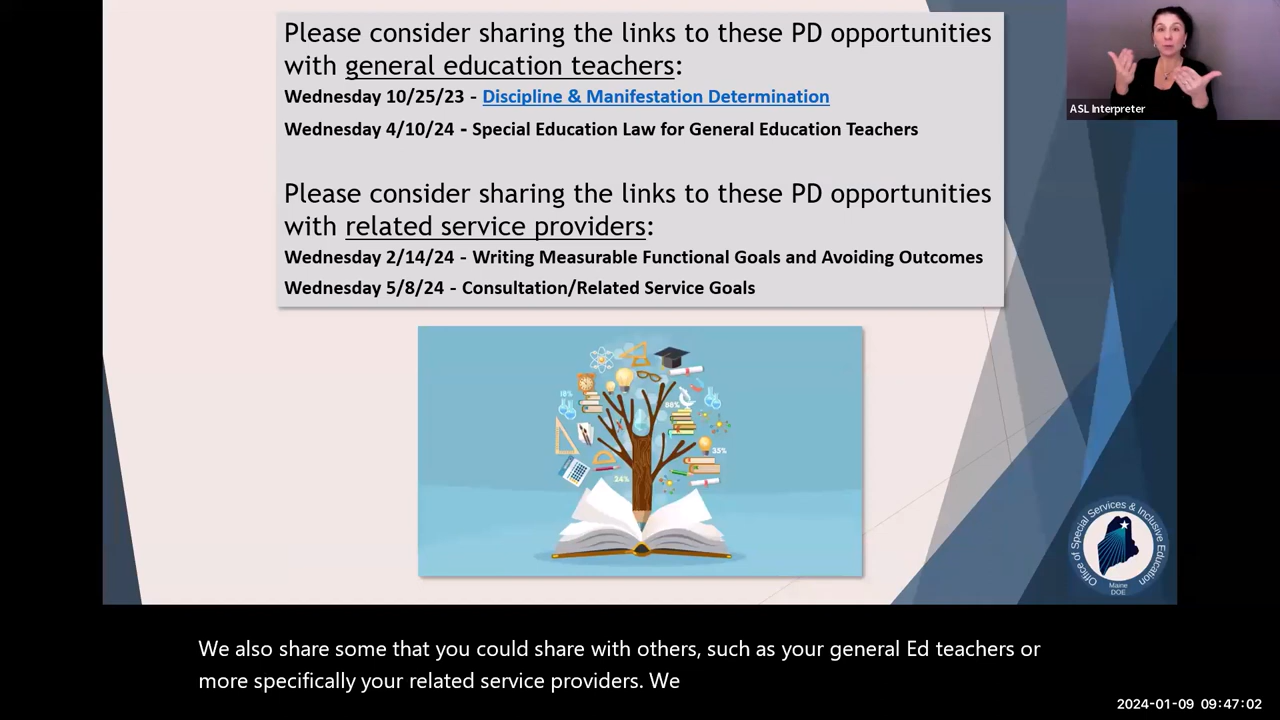 Please consider sharing the links to these PD opportunities
with general education teachers:
Wednesday 10/25/23 - Discipline & Manifestation Determination
Wednesday 4/10/24 - Special Education Law for General Education Teachers
Please consider sharing the links to these PD opportunities
with related service providers:
Wednesday 2/14/24 - Writing Measurable Functional Goals and Avoiding Outcomes
Wednesday 5/8/24 - Consultation/Related Service Goals
ASL Interpreter
18%
35%
Office of Special Services & Inclusive Education
Maine
DOE
We also share some that you could share with others, such as your general Ed teachers or
more specifically your related service providers. We
2024-01-09 09:47:02